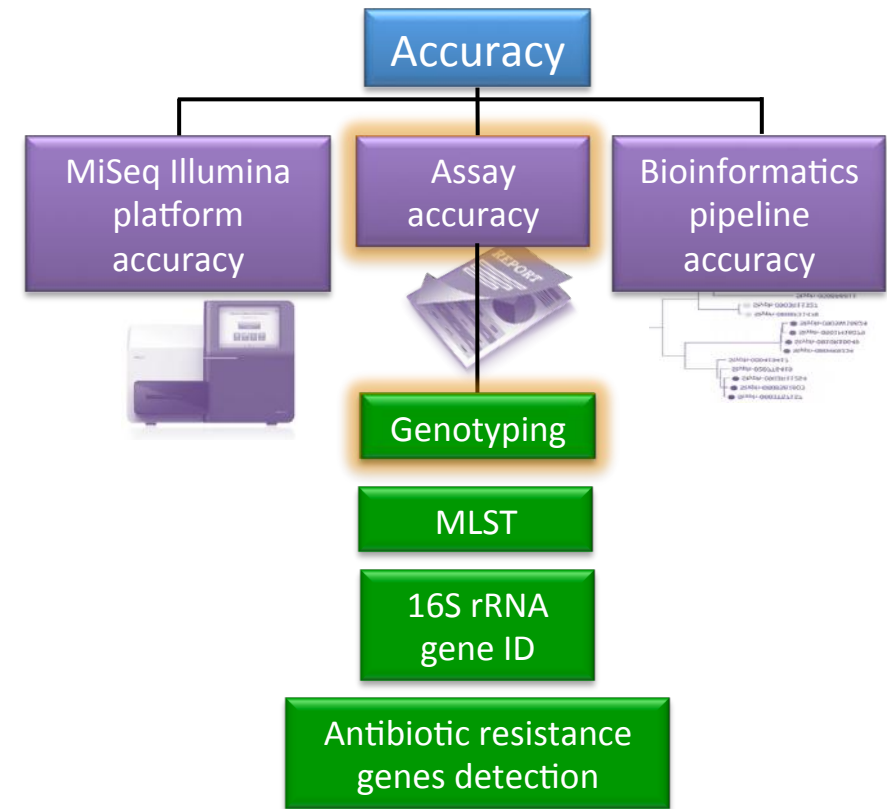 Accuracy
MiSeq Illumina
platform
accuracy
Assay
accuracy
Bioinformatics
pipeline
accuracy
REPORT
Genotyping
MLST
16S rRNA
gene ID
Antibiotic resistance
genes detection